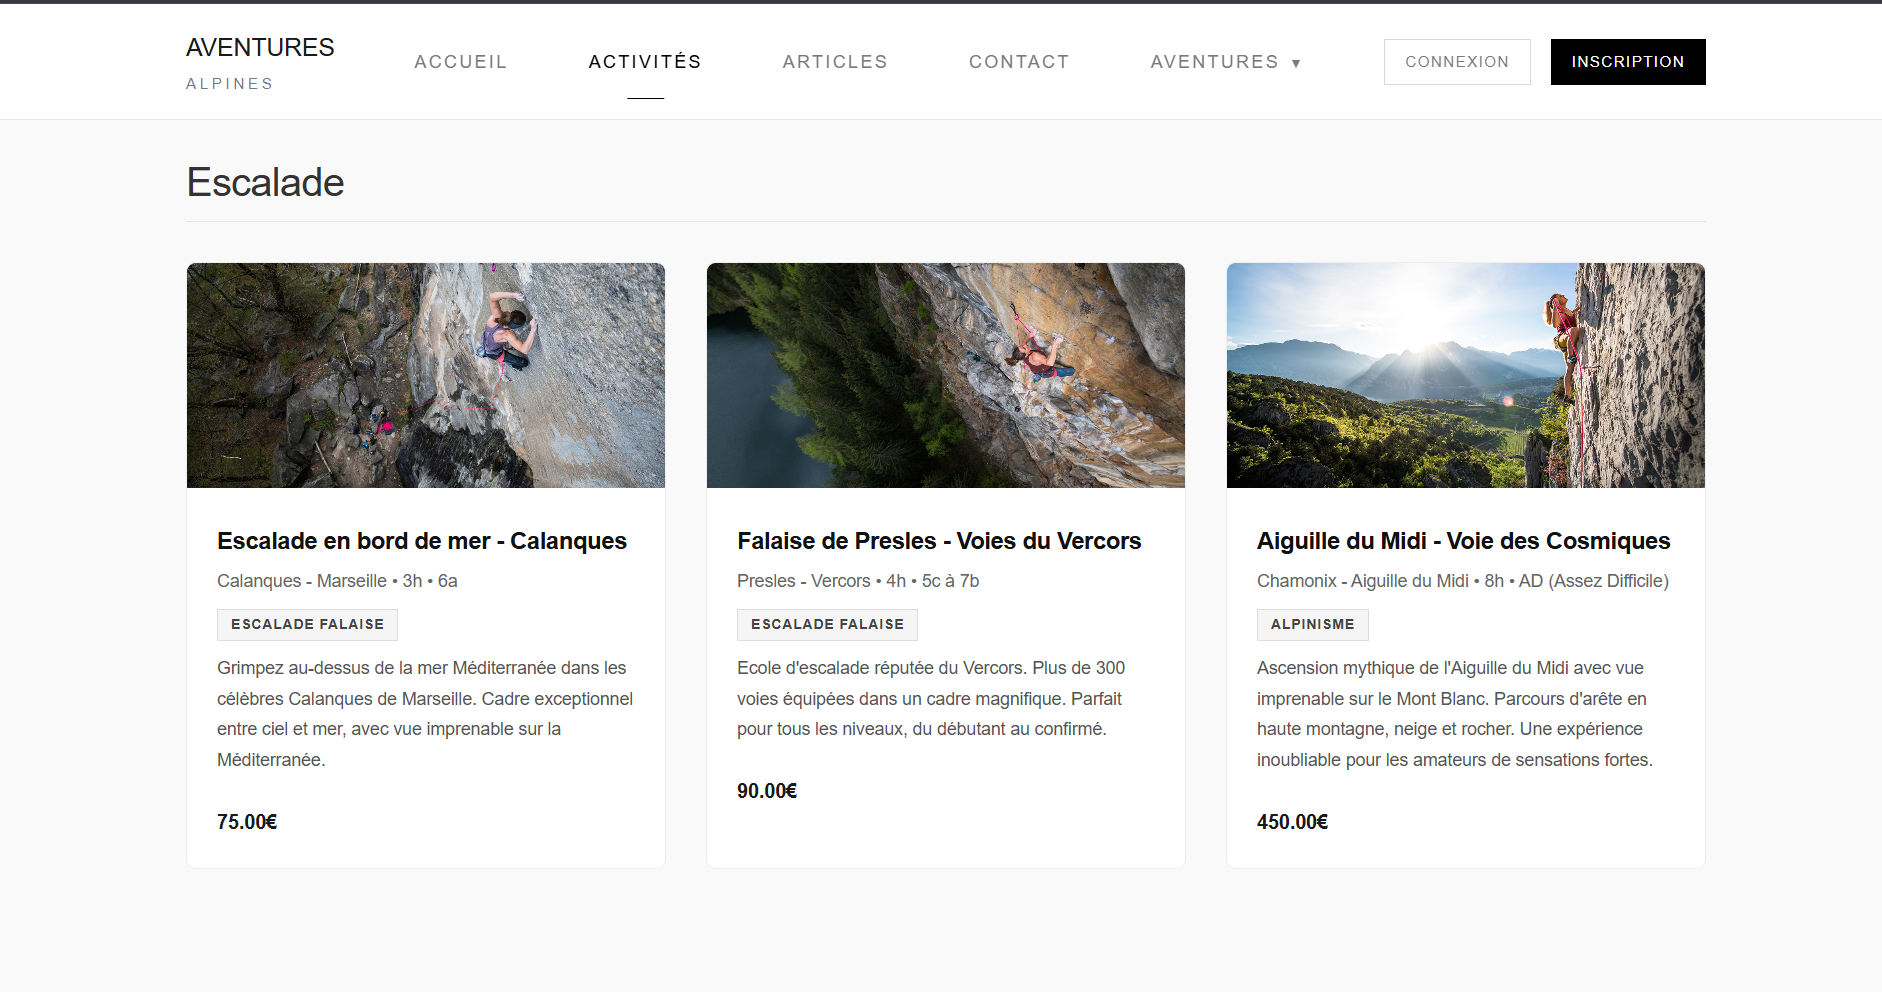 AVENTURES
ALPINES
ACCUEIL
ACTIVITÉS
ARTICLES
CONTACT
AVENTURES ▼
CONNEXION
INSCRIPTION
Escalade
Escalade en bord de mer - Calanques
Calanques - Marseille • 3h • 6a
ESCALADE FALAISE
Grimpez au-dessus de la mer Méditerranée dans les
célèbres Calanques de Marseille. Cadre exceptionnel
entre ciel et mer, avec vue imprenable sur la
Méditerranée.
75.00€
Falaise de Presles - Voies du Vercors
Presles - Vercors • 4h • 5c à 7b
ESCALADE FALAISE
Ecole d'escalade réputée du Vercors. Plus de 300
voies équipées dans un cadre magnifique. Parfait
pour tous les niveaux, du débutant au confirmé.
90.00€
Aiguille du Midi - Voie des Cosmiques
Chamonix - Aiguille du Midi • 8h • AD (Assez Difficile)
ALPINISME
Ascension mythique de l'Aiguille du Midi avec vue
imprenable sur le Mont Blanc. Parcours d'arête en
haute montagne, neige et rocher. Une expérience
inoubliable pour les amateurs de sensations fortes.
450.00€